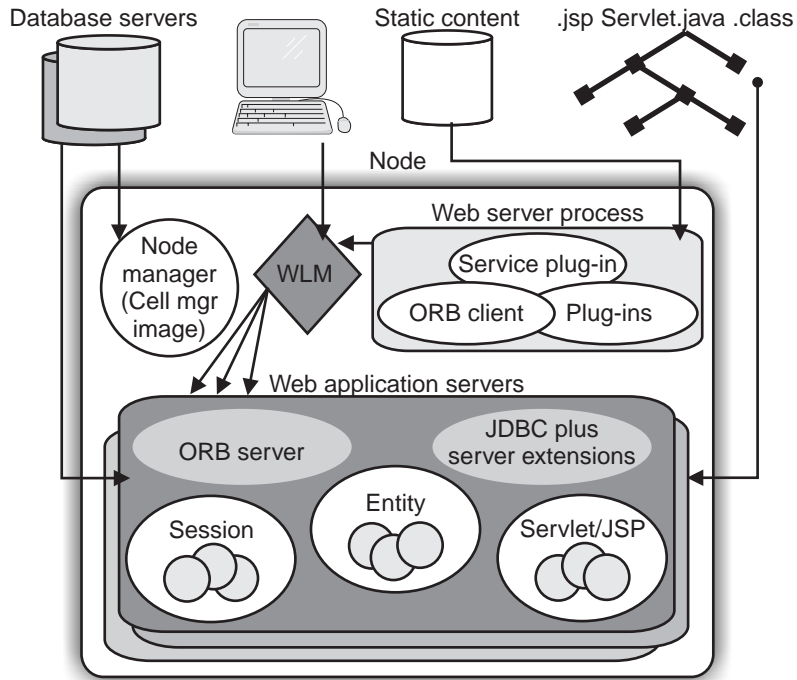 Database servers
Static content
.jsp Servlet.java .class
Node
Web server process
Node
manager
(Cell mgr
image)
WLM
Service plug-in
ORB client
Plug-ins
Web application servers
ORB server
JDBC plus
server extensions
Entity
Session
Servlet/JSP